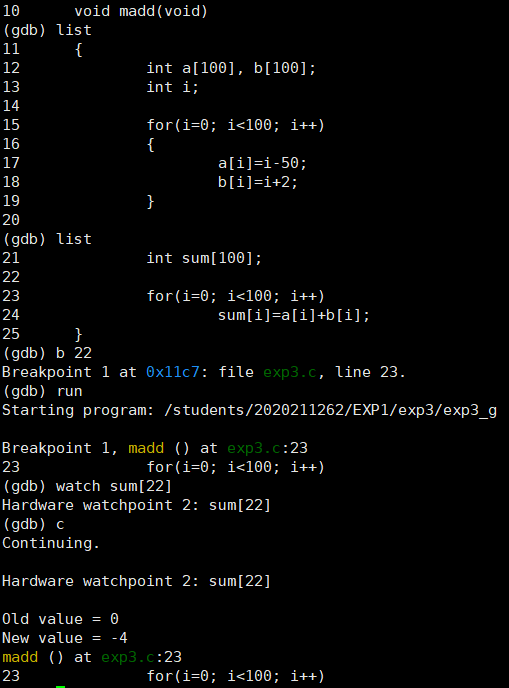 10      void madd(void)
(gdb) list
11      {
12              int a[100], b[100];
13              int i;
14
15              for(i=0; i<100; i++)
16              {
17                      a[i]=i-50;
18                      b[i]=i+2;
19              }
20
(gdb) list
21              int sum[100];
22
23              for(i=0; i<100; i++)
24                      sum[i]=a[i]+b[i];
25      }
(gdb) b 22
Breakpoint 1 at 0x11c7: file exp3.c, line 23.
(gdb) run
Starting program: /students/2020211262/EXP1/exp3/exp3_g

Breakpoint 1, madd () at exp3.c:23
23              for(i=0; i<100; i++)
(gdb) watch sum[22]
Hardware watchpoint 2: sum[22]
(gdb) c
Continuing.

Hardware watchpoint 2: sum[22]

Old value = 0
New value = -4
madd () at exp3.c:23
23              for(i=0; i<100; i++)